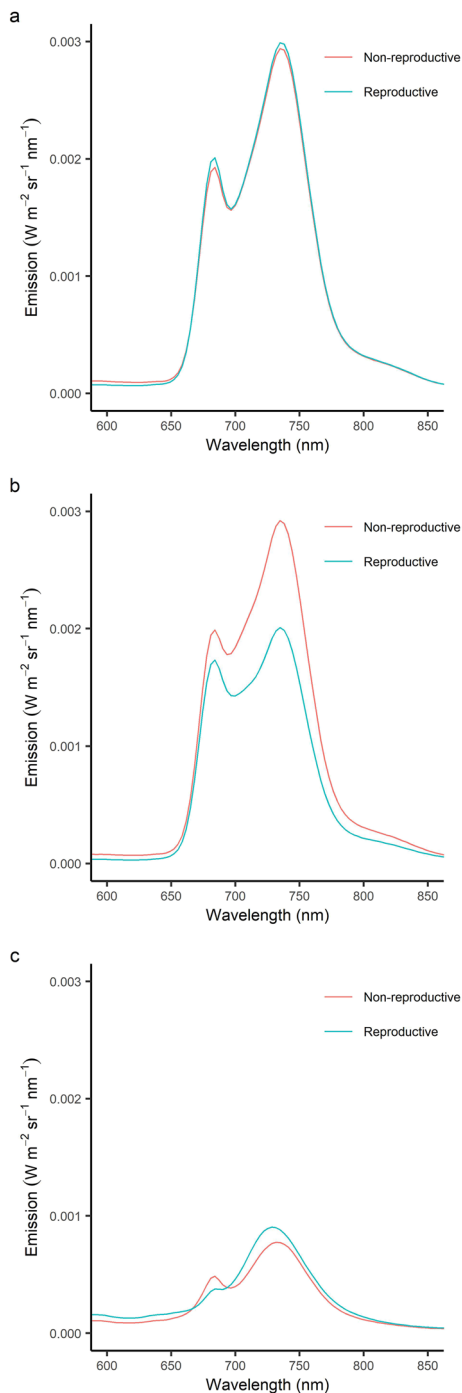 a
0.003
Non-reproductive
Reproductive
0.002
0.001
0.000
Emission (W m⁻² sr⁻¹ nm⁻¹)
600 650 700 750 800 850
Wavelength (nm)
b
0.003
Non-reproductive
Reproductive
0.002
0.001
0.000
Emission (W m⁻² sr⁻¹ nm⁻¹)
600 650 700 750 800 850
Wavelength (nm)
c
0.003
Non-reproductive
Reproductive
0.002
0.001
0.000
Emission (W m⁻² sr⁻¹ nm⁻¹)
600 650 700 750 800 850
Wavelength (nm)